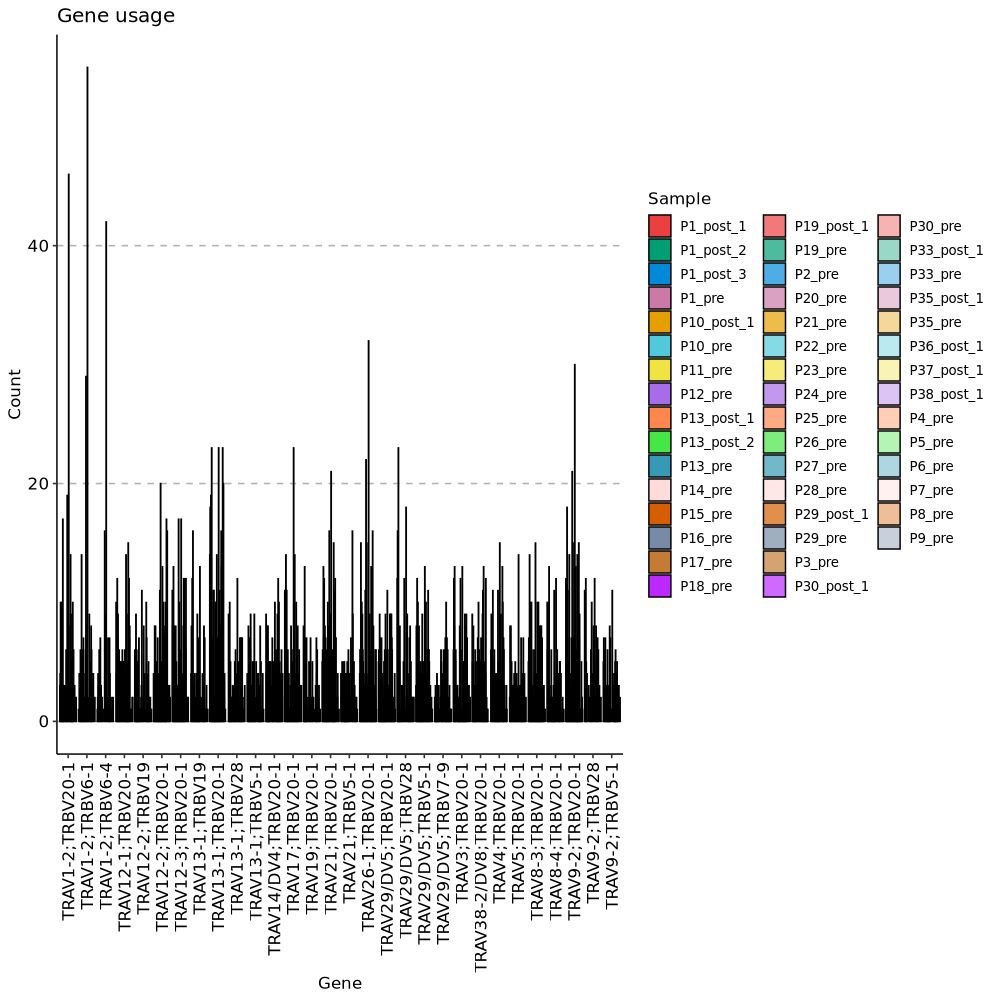 Gene usage
Count
40
20
0
TRAV1-2;TRBV20-1
TRAV1-2;TRBV6-1
TRAV1-2;TRBV6-4
TRAV12-1;TRBV20-1
TRAV12-2;TRBV19
TRAV12-2;TRBV20-1
TRAV12-3;TRBV20-1
TRAV13-1;TRBV19
TRAV13-1;TRBV20-1
TRAV13-1;TRBV28
TRAV13-1;TRBV5-1
TRAV14/DV4;TRBV20-1
TRAV17;TRBV20-1
TRAV19;TRBV20-1
TRAV21;TRBV20-1
TRAV21;TRBV5-1
TRAV26-1;TRBV20-1
TRAV29/DV5;TRBV20-1
TRAV29/DV5;TRBV28
TRAV29/DV5;TRBV5-1
TRAV29/DV5;TRBV7-9
TRAV3;TRBV20-1
TRAV38-2/DV8;TRBV20-1
TRAV4;TRBV20-1
TRAV5;TRBV20-1
TRAV8-3;TRBV20-1
TRAV8-4;TRBV20-1
TRAV9-2;TRBV20-1
TRAV9-2;TRBV28
TRAV9-2;TRBV5-1
Gene
Sample
P1_post_1
P1_post_2
P1_post_3
P1_pre
P10_post_1
P10_pre
P11_pre
P12_pre
P13_post_1
P13_post_2
P13_pre
P14_pre
P15_pre
P16_pre
P17_pre
P18_pre
P19_post_1
P19_pre
P2_pre
P20_pre
P21_pre
P22_pre
P23_pre
P24_pre
P25_pre
P26_pre
P27_pre
P28_pre
P29_post_1
P29_pre
P3_pre
P30_post_1
P30_pre
P33_post_1
P33_pre
P35_post_1
P35_pre
P36_post_1
P37_post_1
P38_post_1
P4_pre
P5_pre
P6_pre
P7_pre
P8_pre
P9_pre